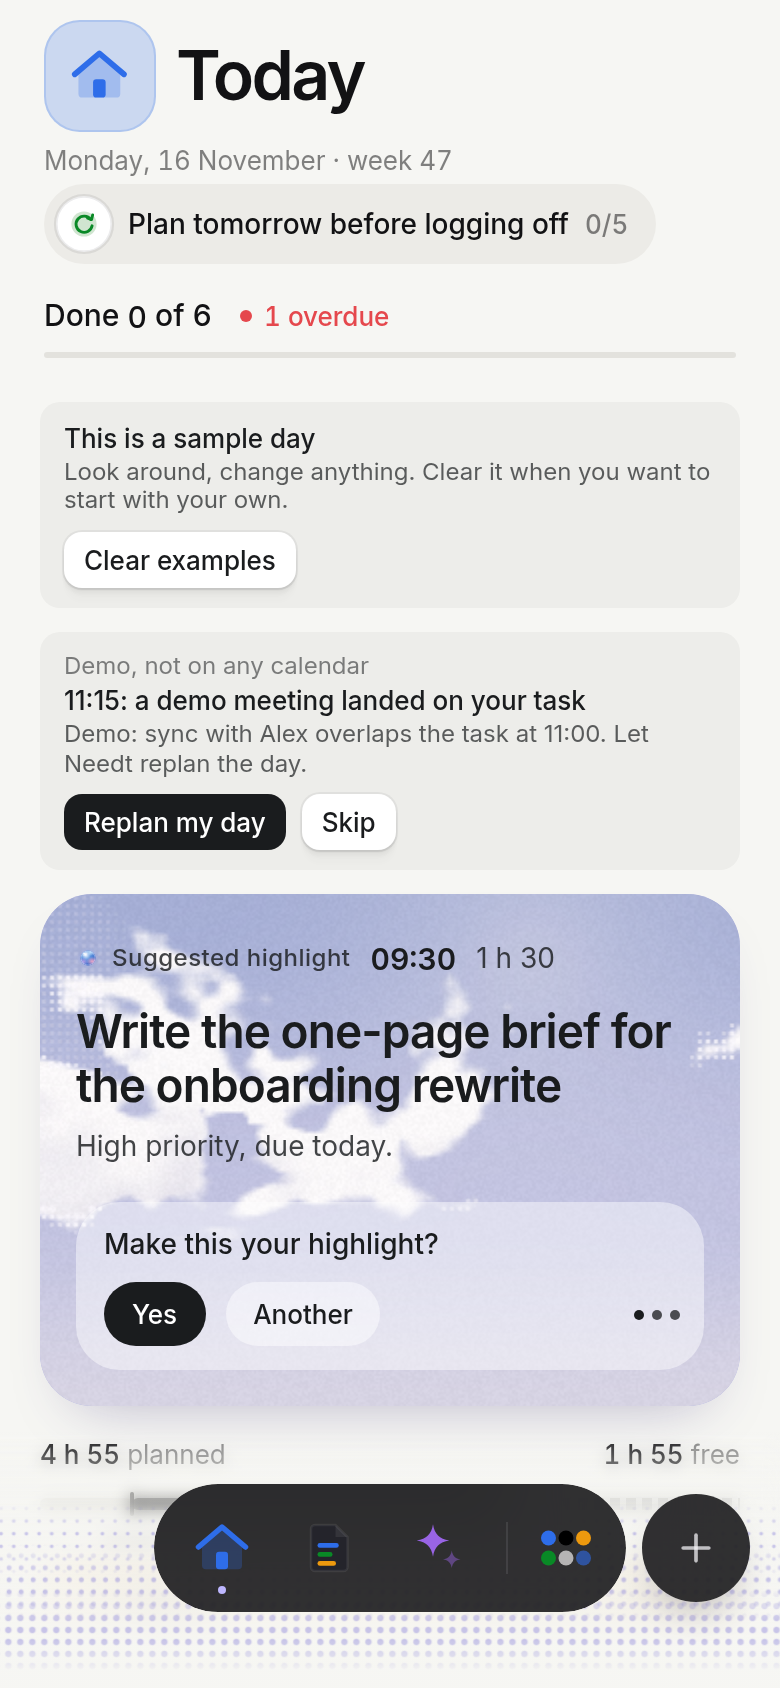 Today
Monday, 16 November · week 47
Plan tomorrow before logging off 0/5
Done 0 of 6 • 1 overdue
This is a sample day
Look around, change anything. Clear it when you want to
start with your own.
Clear examples
Demo, not on any calendar
11:15: a demo meeting landed on your task
Demo: sync with Alex overlaps the task at 11:00. Let
Needt replan the day.
Replan my day Skip
Suggested highlight 09:30 1 h 30
Write the one-page brief for
the onboarding rewrite
High priority, due today.
Make this your highlight?
Yes Another
4 h 55 planned 1 h 55 free